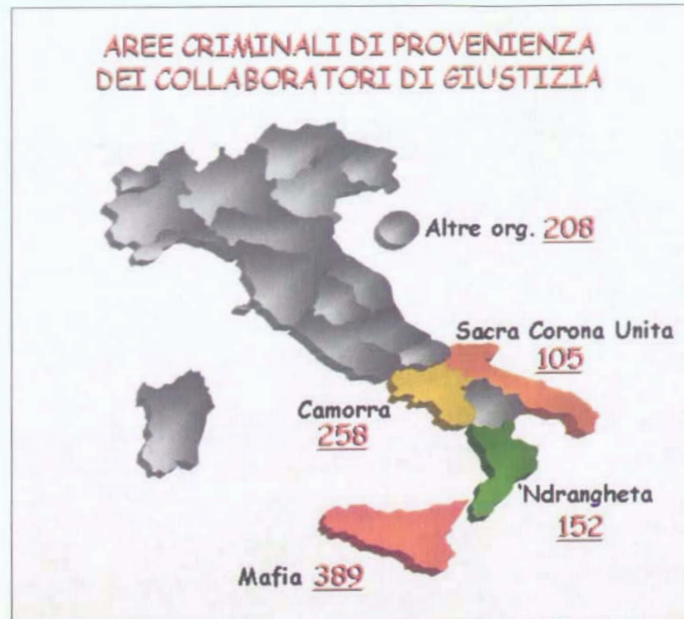 AREE CRIMINALI DI PROVENIENZA
DEI COLLABORATORI DI GIUSTIZIA
Altre org. 208
Sacra Corona Unita
105
Camorra
258
'Ndrangheta
152
Mafia 389